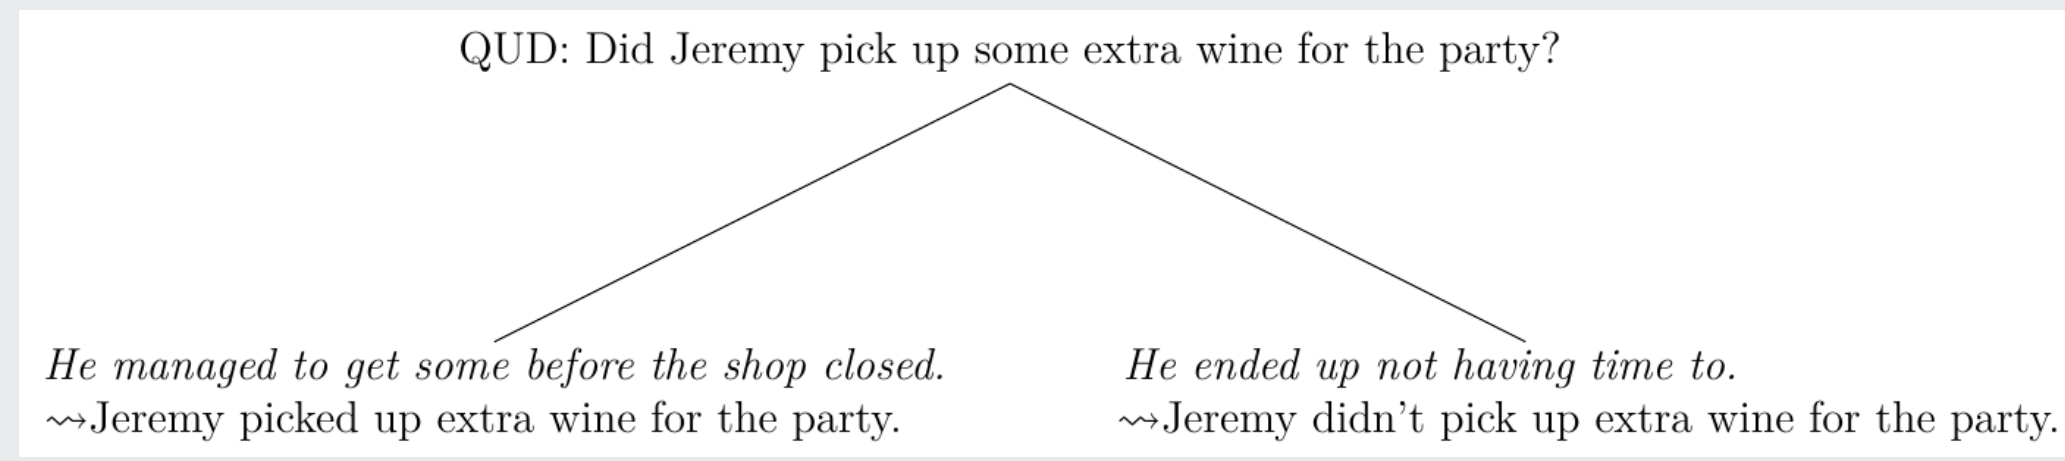 QUD: Did Jeremy pick up some extra wine for the party?
He managed to get some before the shop closed.
⇝Jeremy picked up extra wine for the party.
He ended up not having time to.
⇝Jeremy didn't pick up extra wine for the party.